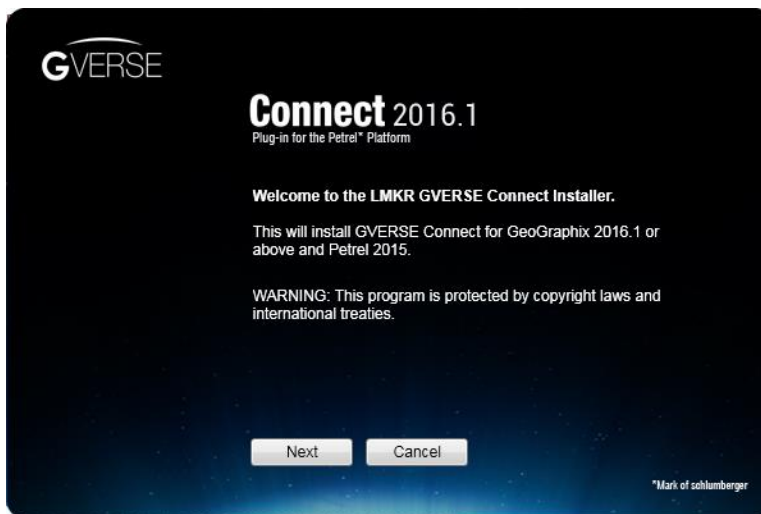 GVERSE
Connect 2016.1
Plug-in for the Petrel* Platform
Welcome to the LMKR GVERSE Connect Installer.
This will install GVERSE Connect for GeoGraphix 2016.1 or
above and Petrel 2015.
WARNING: This program is protected by copyright laws and
international treaties.
Next Cancel
*Mark of schlumberger